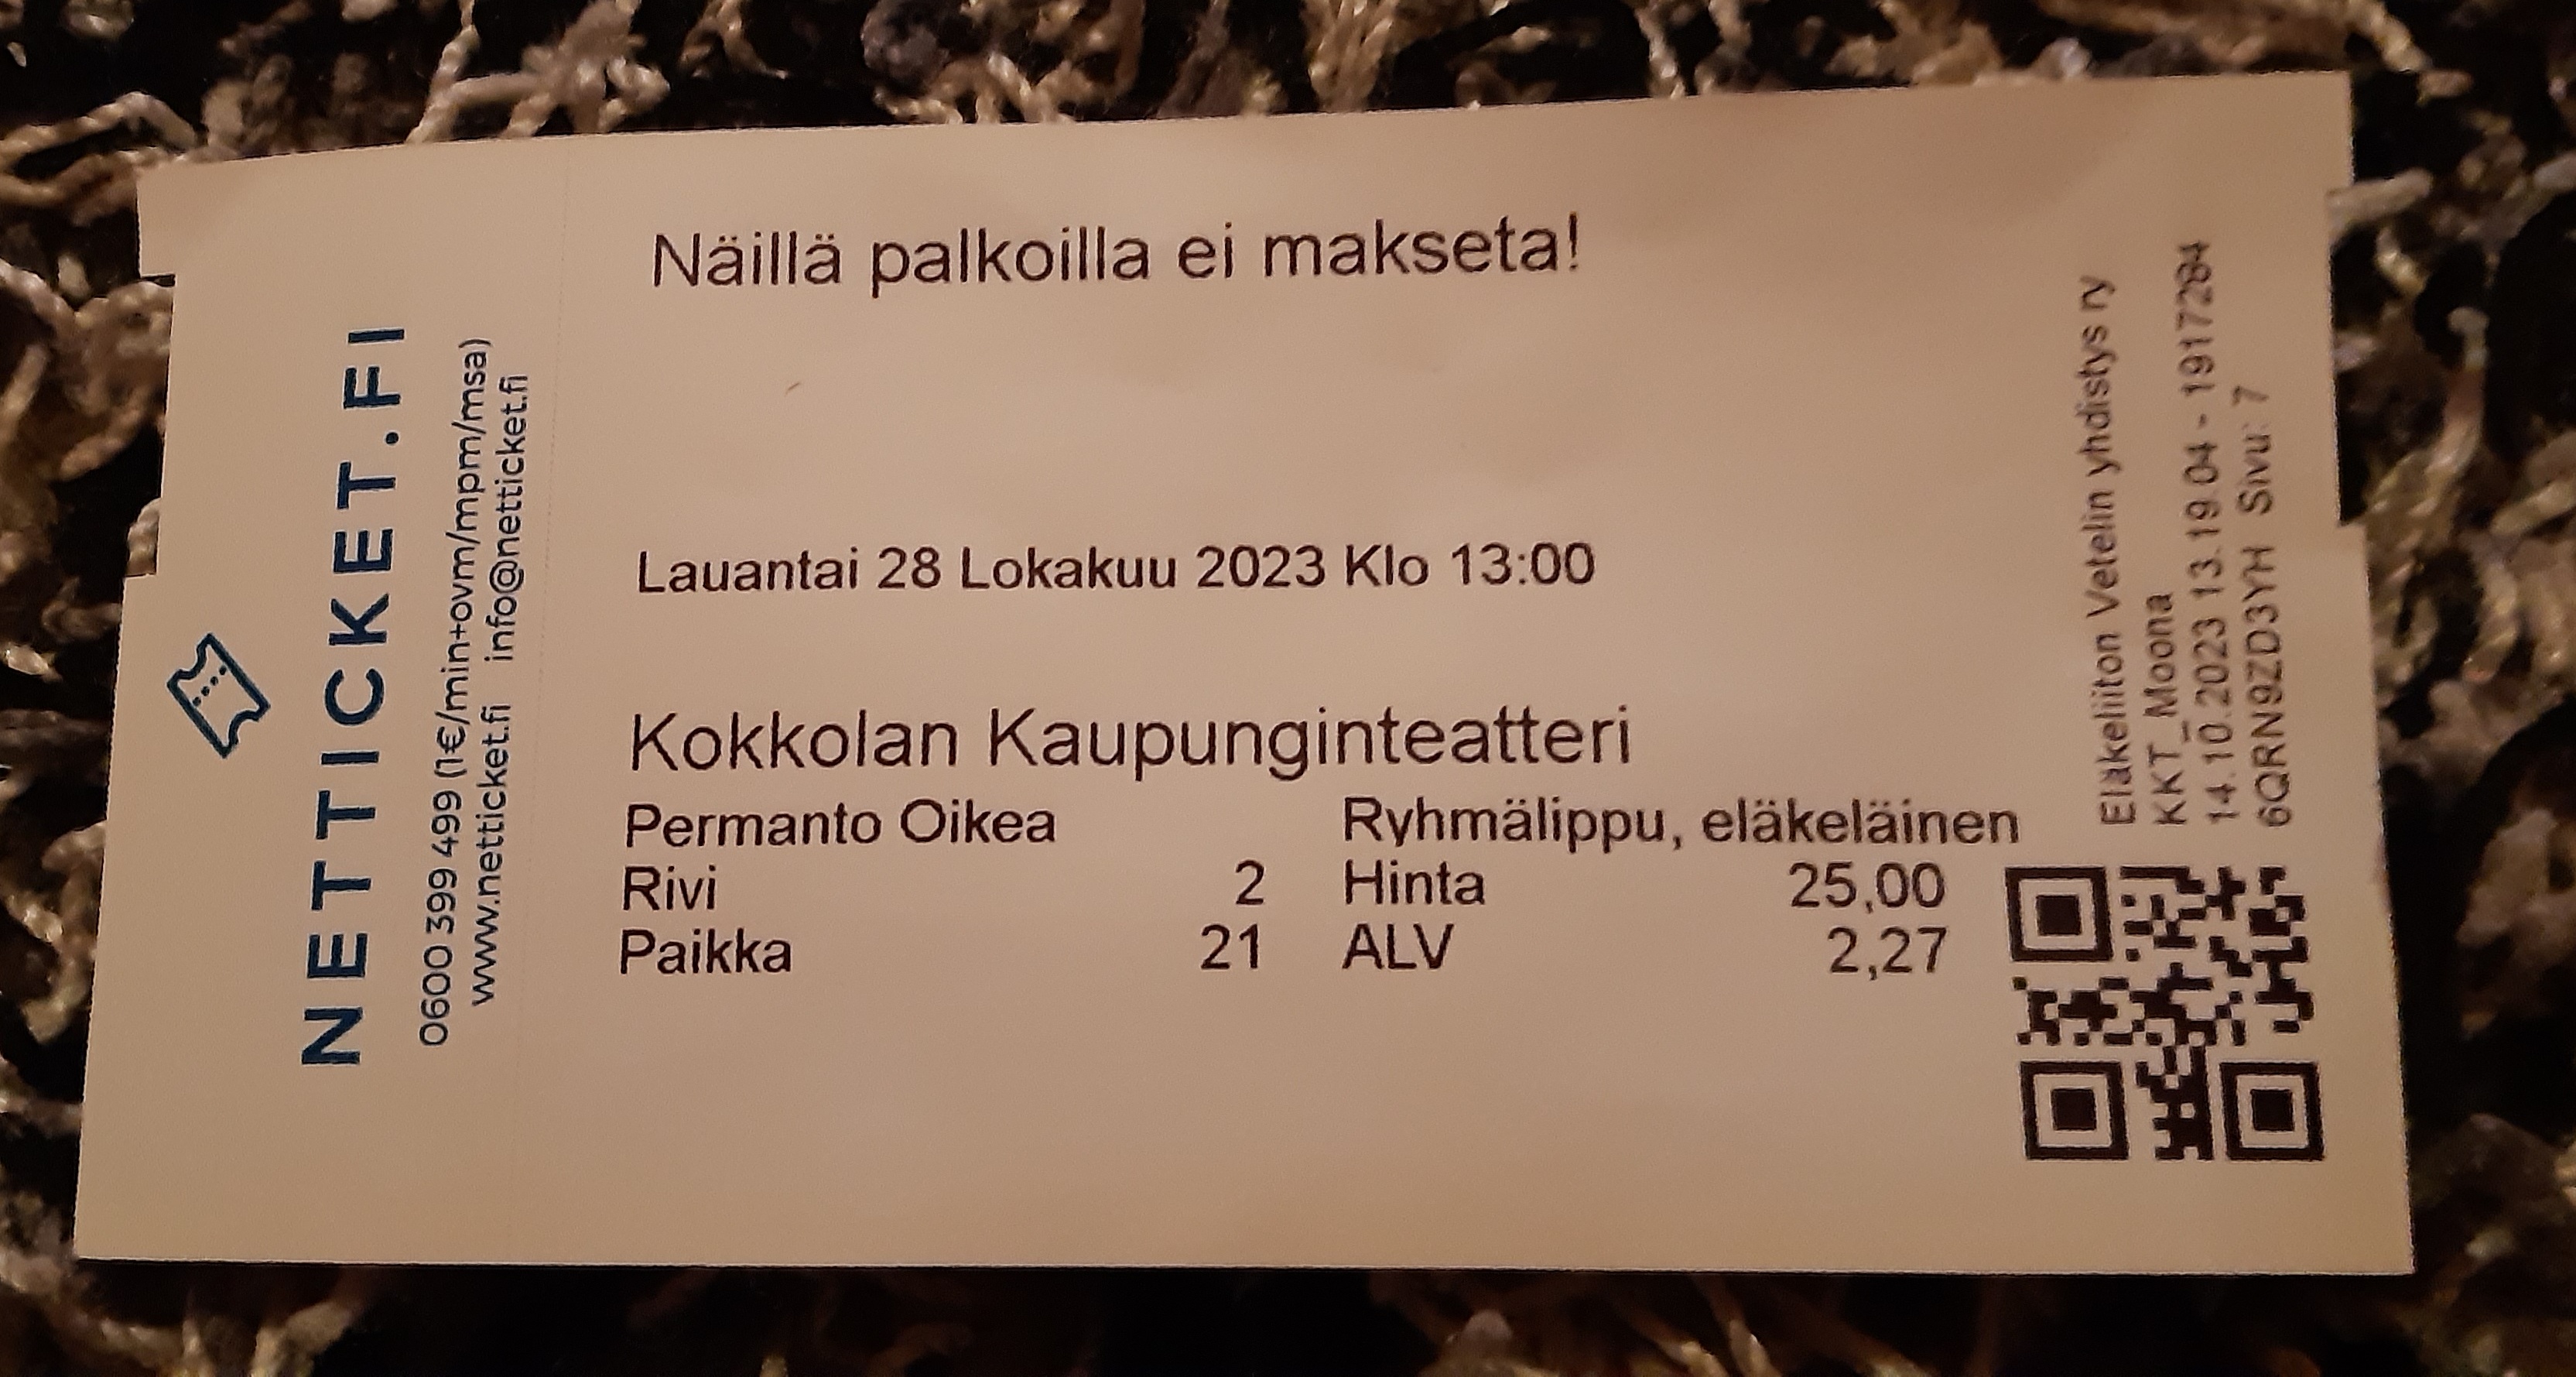 NETTICKET.FI
0600 399 499 (1€/min+ovm/mpm/msa)
www.netticket.fi info@netticket.fi
Näillä palkoilla ei makseta!
Lauantai 28 Lokakuu 2023 Klo 13:00
Kokkolan Kaupunginteatteri
Permanto Oikea Ryhmälippu, eläkeläinen
Rivi 2 Hinta 25,00
Paikka 21 ALV 2,27
Eläkeliiton Vetelin yhdistys ry
KKT_Moona
14.10.2023 13.19.04 - 1917284
6QRN9ZD3YH Sivu: 7